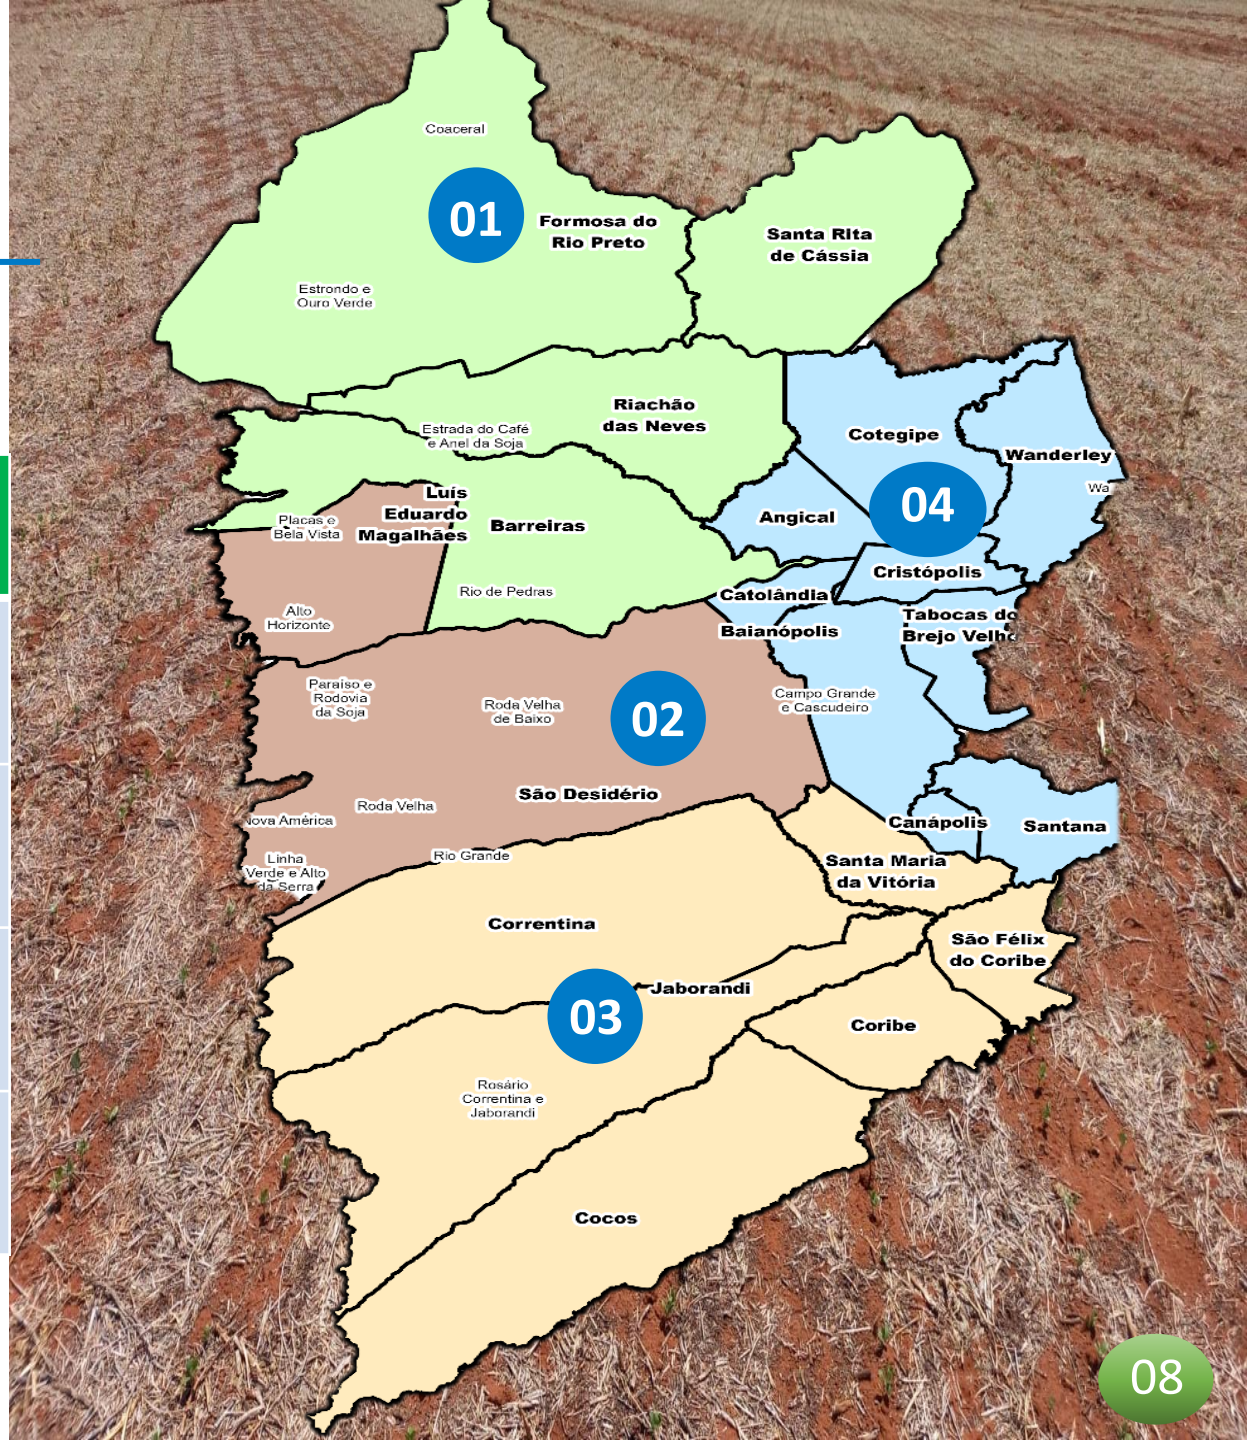 Coaceral
01
Formosa do
Rio Preto
Santa RIta
de Cássia
Estrondo e
Ouro Verde
Riachão
das Neves
Estrada do Café
e Anel da Soja
Cotegipe
Wanderley
Wa
Luís
Eduardo
Magalhães
Placas e
Bela Vista
Barreiras
Angical
04
Cristópolis
Rio de Pedras
Catolândia
Alto
Horizonte
Baianópolis
Tabocas do
Brejo Velho
Paraíso e
Rodovia
da Soja
Roda Velha
de Baixo
02
Campo Grande
e Cascudeiro
São Desidério
Roda Velha
Nova América
Canápolis
Santana
Rio Grande
Linha
Verde e Alto
da Serra
Santa Maria
da Vitória
Correntina
São Félix
do Coribe
Jaborandi
03
Coribe
Rosário
Correntina e
Jaborandi
Cocos
08